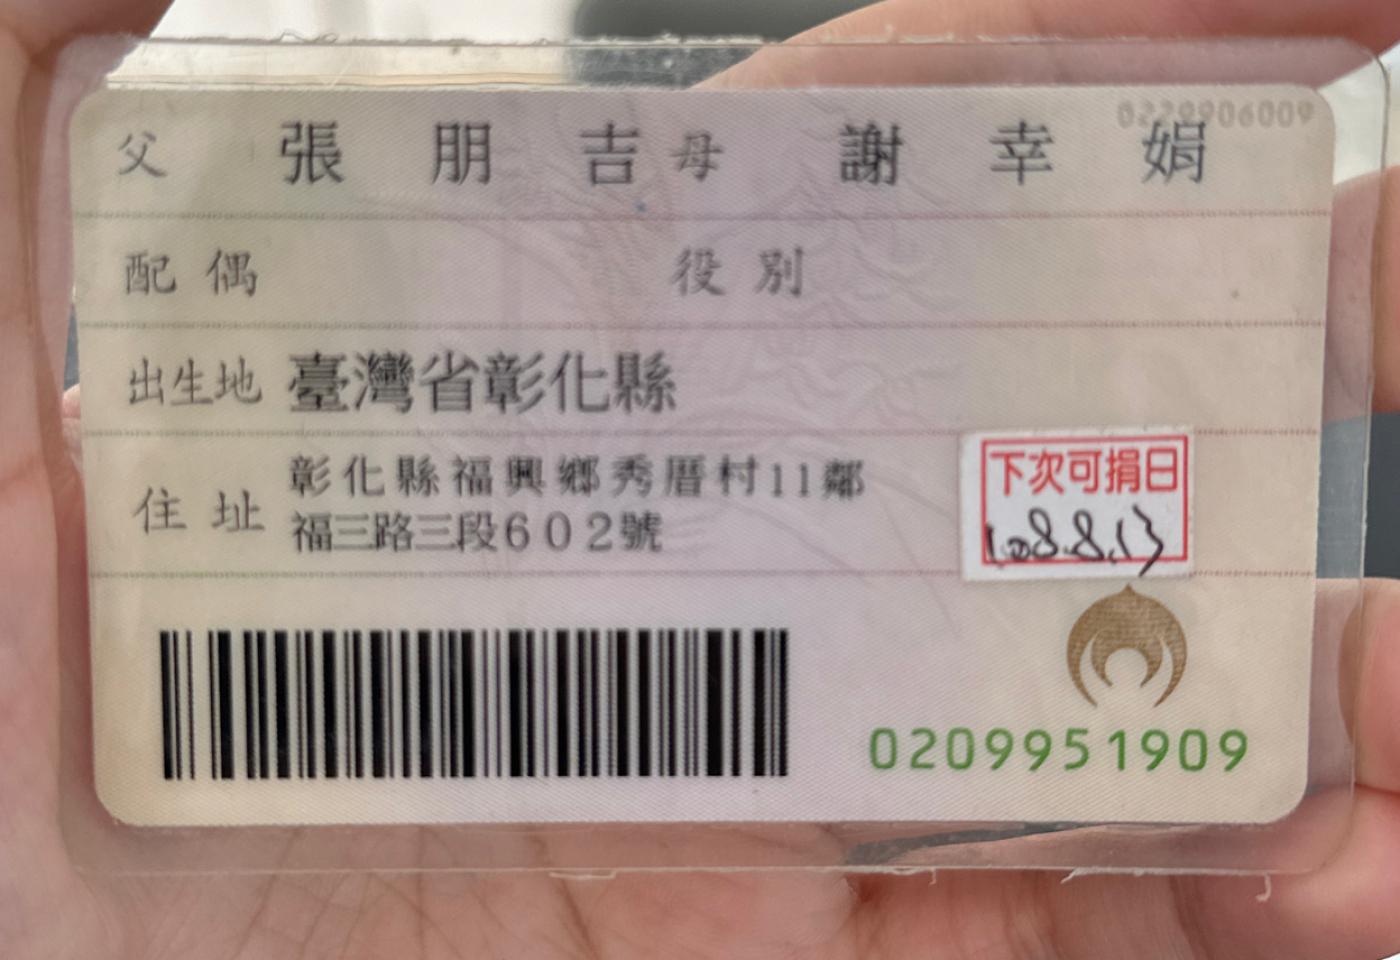 0229906009
父 張朋吉 母 謝幸娟
配偶 役別
出生地 臺灣省彰化縣
住址 彰化縣福興鄉秀厝村11鄰
福三路三段602號
下次可捐日
108.8.13
0209951909